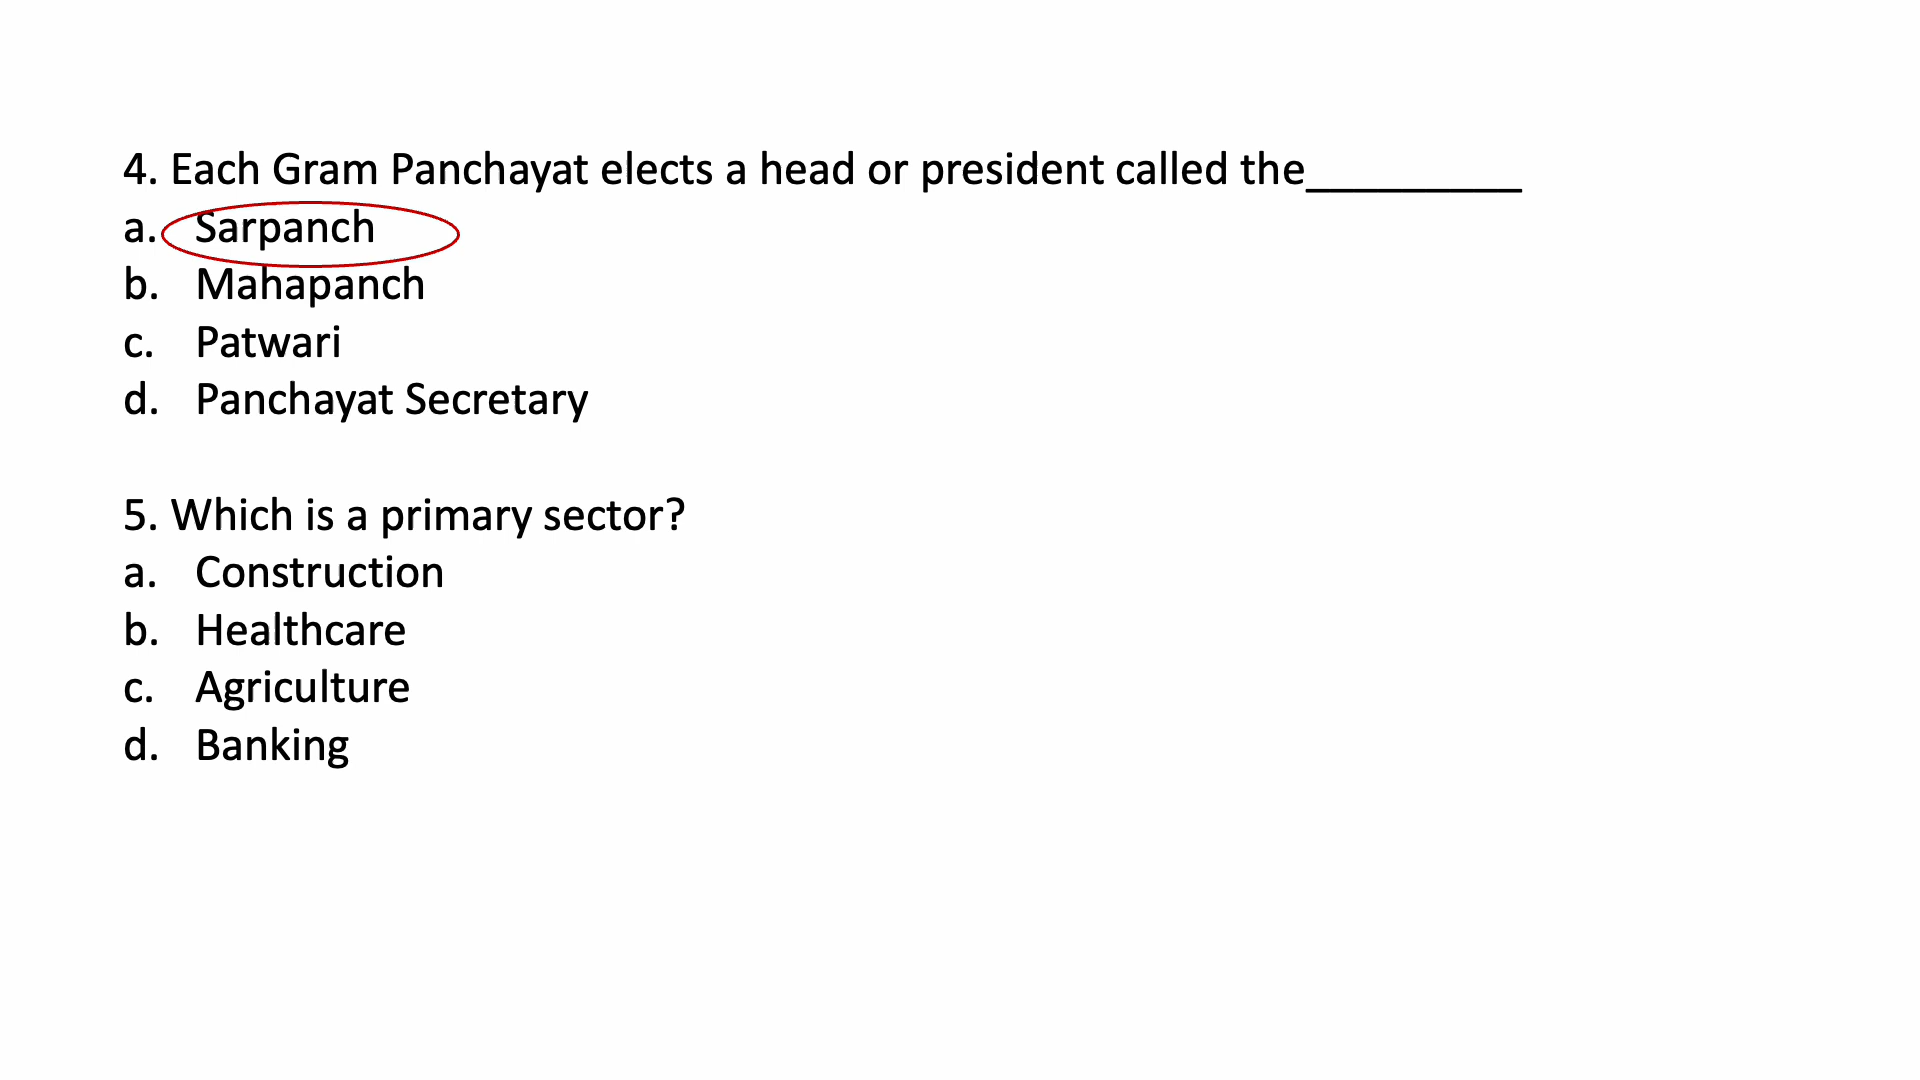 4. Each Gram Panchayat elects a head or president called the_________
a. Sarpanch
b. Mahapanch
c. Patwari
d. Panchayat Secretary
5. Which is a primary sector?
a. Construction
b. Healthcare
c. Agriculture
d. Banking